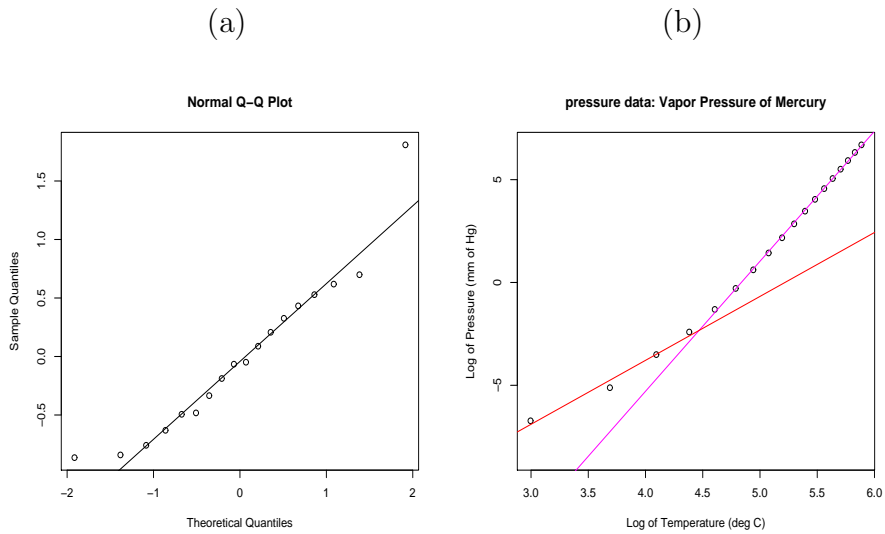 (a)
Normal Q−Q Plot
Sample Quantiles
1.5
1.0
0.5
0.0
−0.5
−2
−1
0
1
2
Theoretical Quantiles
(b)
pressure data: Vapor Pressure of Mercury
Log of Pressure (mm of Hg)
5
0
−5
3.0
3.5
4.0
4.5
5.0
5.5
6.0
Log of Temperature (deg C)